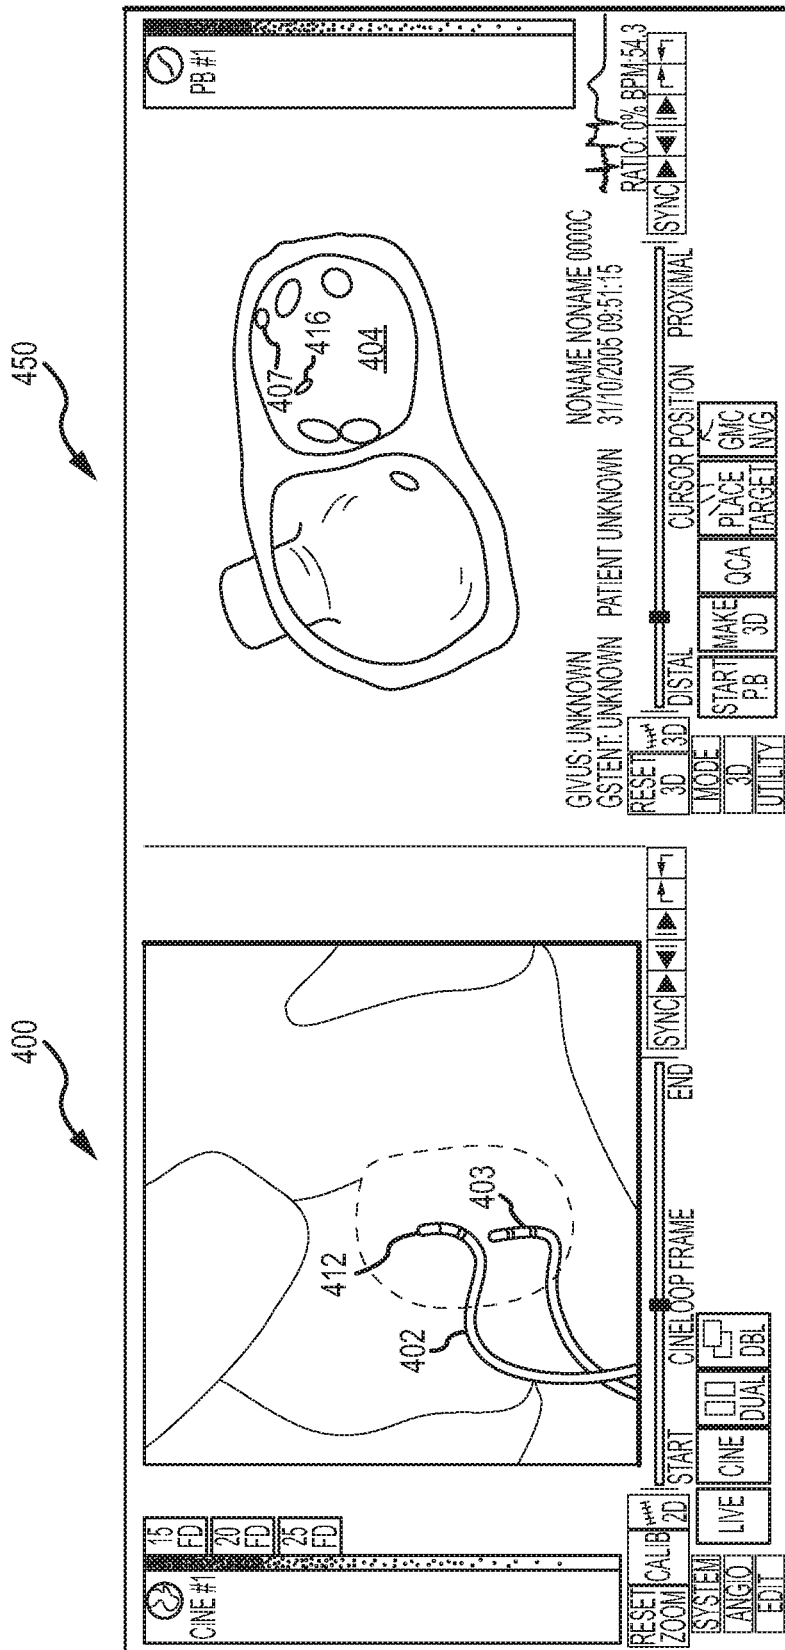 400
450
CINE #1
15
FD
20
FD
25
FD
412
402
403
RESET
ZOOM
CALIB
2D
START
CINELOOP FRAME
END
SYNC
SYSTEM
ANGIO
EDIT
LIVE
CINE
DUAL
DBL
PB #1
407
416
404
GIVUS: UNKNOWN
GSTENT: UNKNOWN
PATIENT UNKNOWN
NONAME NONAME 0000C
31/10/2005 09:51:15
RATIO: 0% BPM:54.3
RESET
3D
3D
DISTAL
CURSOR POSITION
PROXIMAL
SYNC
MODE
3D
UTILITY
START
P.B
MAKE
3D
QCA
PLACE
TARGET
GMC
NVG